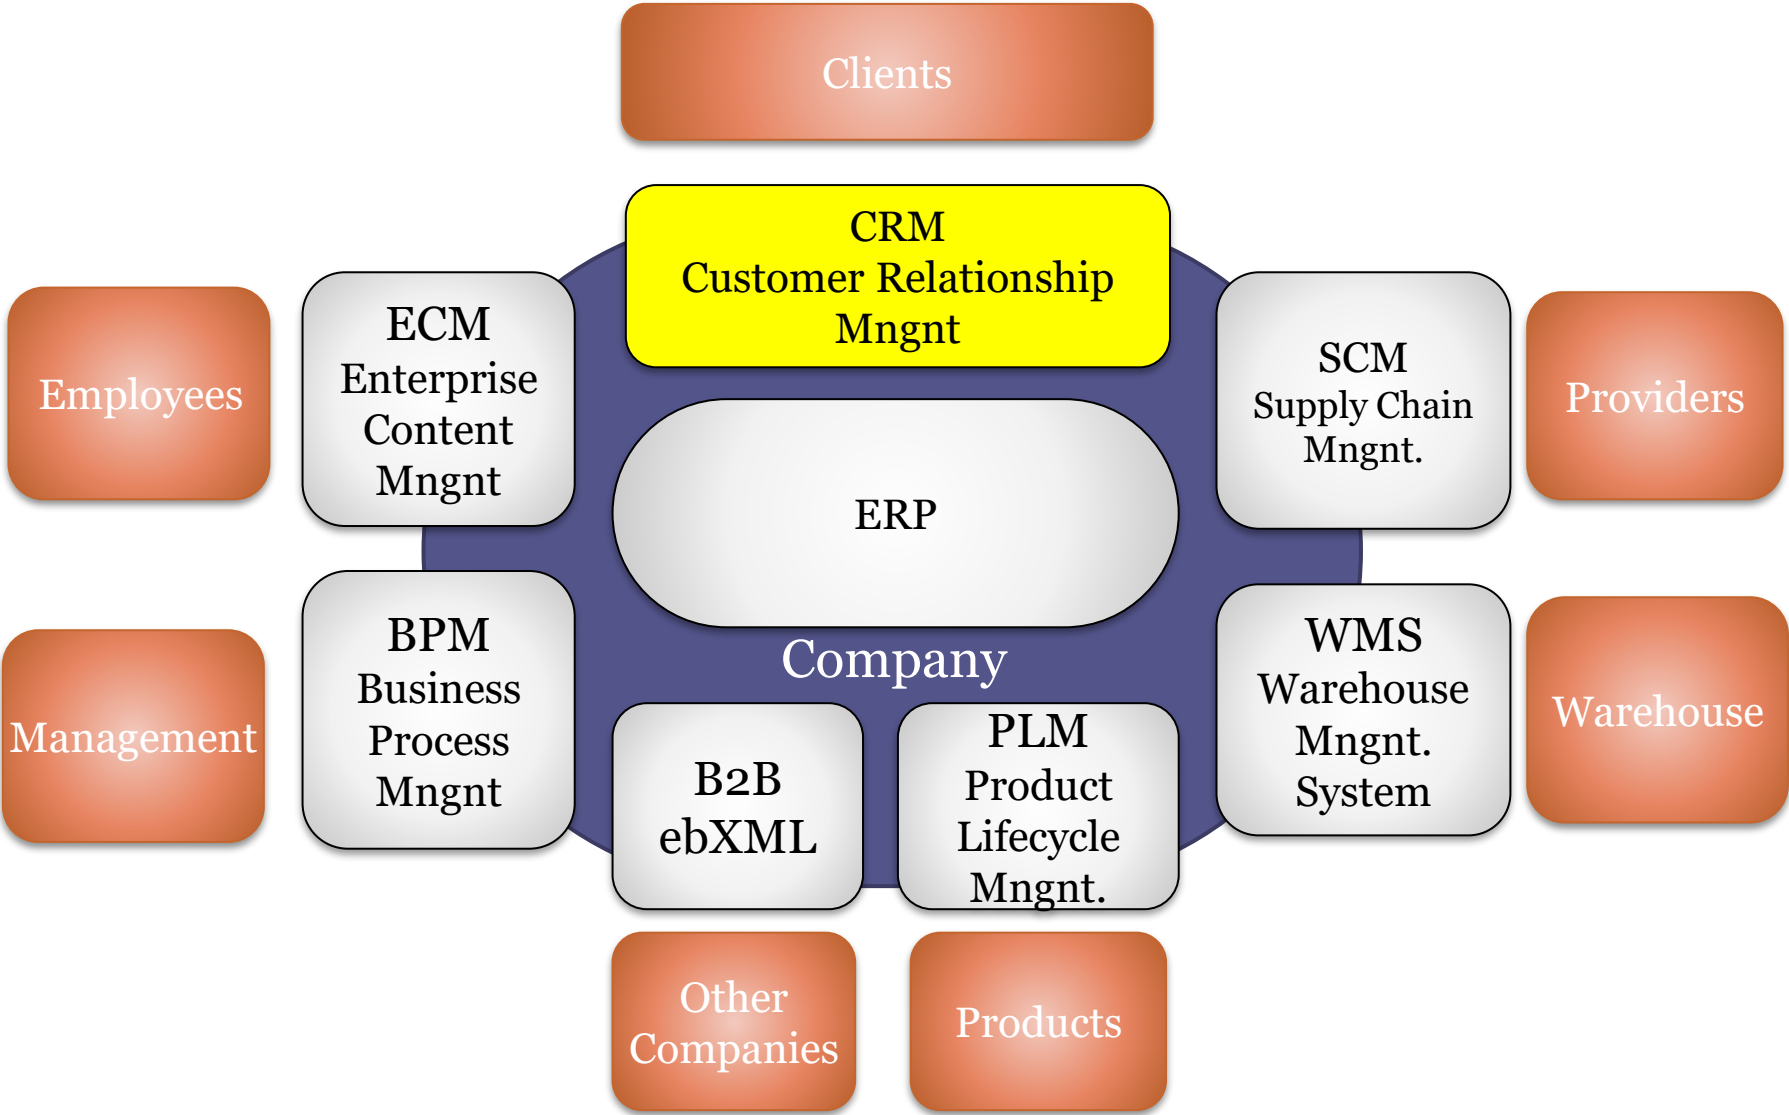 Clients
CRM
Customer Relationship
Mngnt
Employees
ECM
Enterprise
Content
Mngnt
ERP
SCM
Supply Chain
Mngnt.
Providers
Management
BPM
Business
Process
Mngnt
Company
B2B
ebXML
PLM
Product
Lifecycle
Mngnt.
WMS
Warehouse
Mngnt.
System
Warehouse
Other
Companies
Products